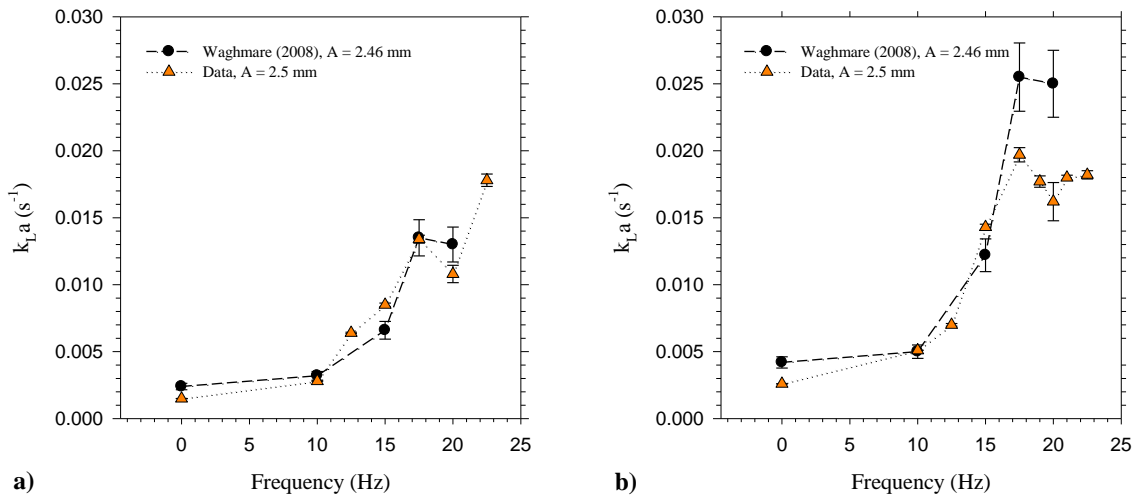 0.030
0.025
0.020
0.015
0.010
0.005
0.000
kLa (s-1)
Waghmare (2008), A = 2.46 mm
Data, A = 2.5 mm
0 5 10 15 20 25
Frequency (Hz)
a)
0.030
0.025
0.020
0.015
0.010
0.005
0.000
kLa (s-1)
Waghmare (2008), A = 2.46 mm
Data, A = 2.5 mm
0 5 10 15 20 25
Frequency (Hz)
b)